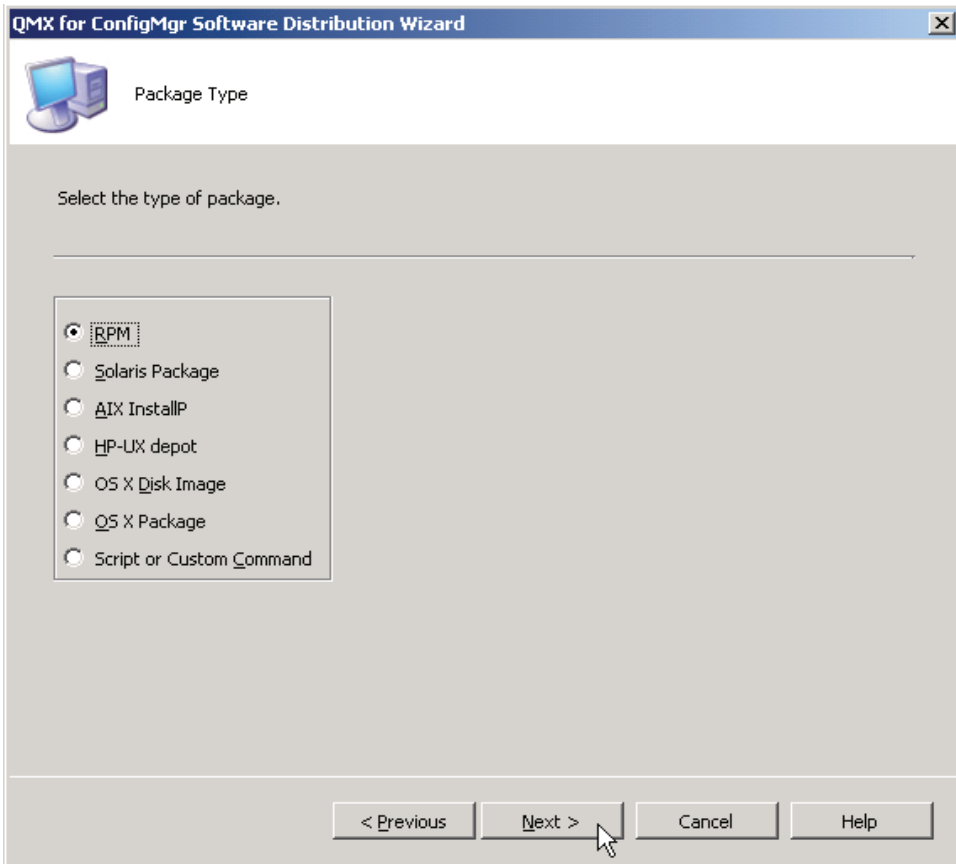 QMX for ConfigMgr Software Distribution Wizard
Package Type
Select the type of package.
RPM
Solaris Package
AIX InstallP
HP-UX depot
OS X Disk Image
OS X Package
Script or Custom Command
< Previous
Next >
Cancel
Help